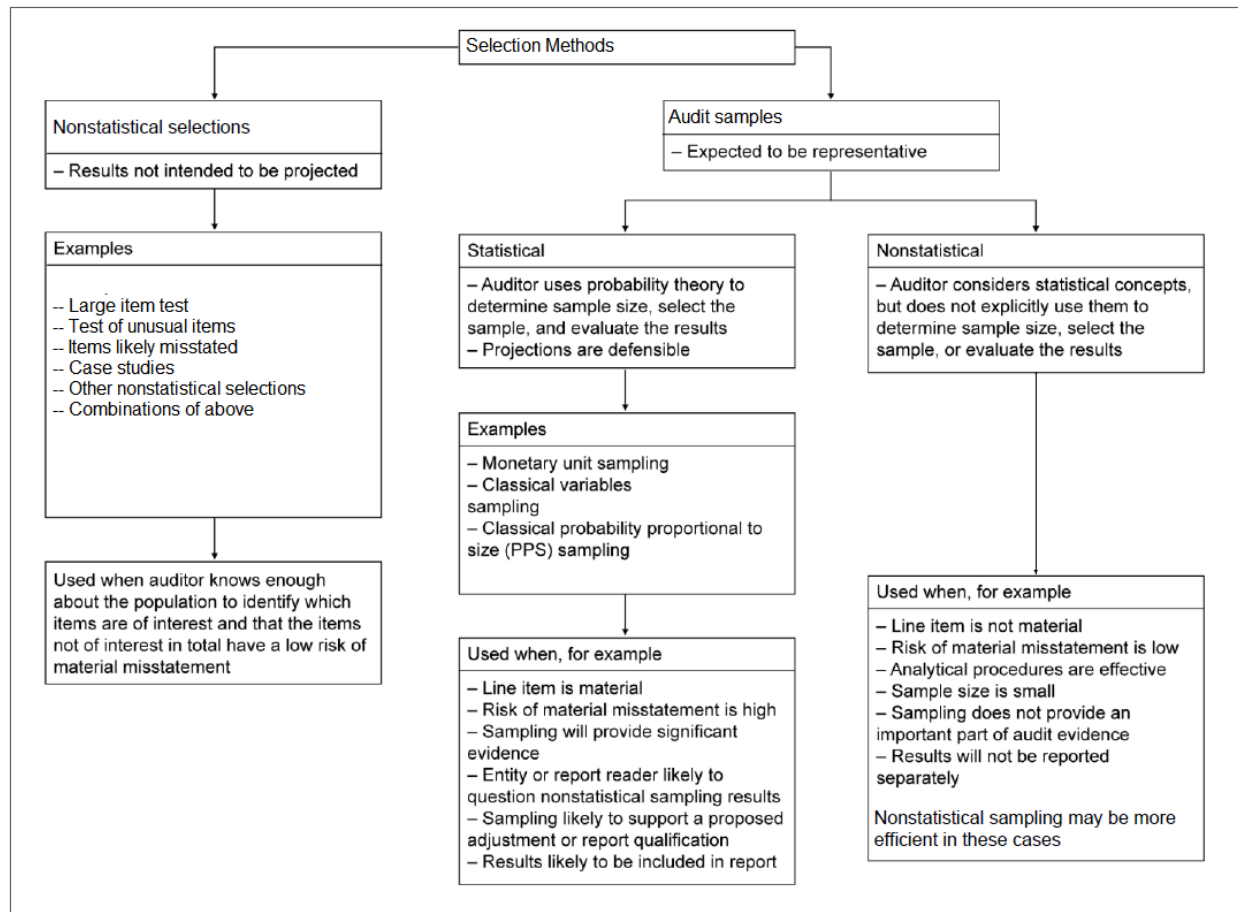 Selection Methods
Nonstatistical selections
– Results not intended to be projected
Examples
-- Large item test
-- Test of unusual items
-- Items likely misstated
-- Case studies
-- Other nonstatistical selections
-- Combinations of above
Used when auditor knows enough
about the population to identify which
items are of interest and that the items
not of interest in total have a low risk of
material misstatement
Audit samples
– Expected to be representative
Statistical
– Auditor uses probability theory to
determine sample size, select the
sample, and evaluate the results
– Projections are defensible
Examples
– Monetary unit sampling
– Classical variables
sampling
– Classical probability proportional to
size (PPS) sampling
Used when, for example
– Line item is material
– Risk of material misstatement is high
– Sampling will provide significant
evidence
– Entity or report reader likely to
question nonstatistical sampling results
– Sampling likely to support a proposed
adjustment or report qualification
– Results likely to be included in report
Nonstatistical
– Auditor considers statistical concepts,
but does not explicitly use them to
determine sample size, select the
sample, or evaluate the results
Used when, for example
– Line item is not material
– Risk of material misstatement is low
– Analytical procedures are effective
– Sample size is small
– Sampling does not provide an
important part of audit evidence
– Results will not be reported
separately
Nonstatistical sampling may be more
efficient in these cases